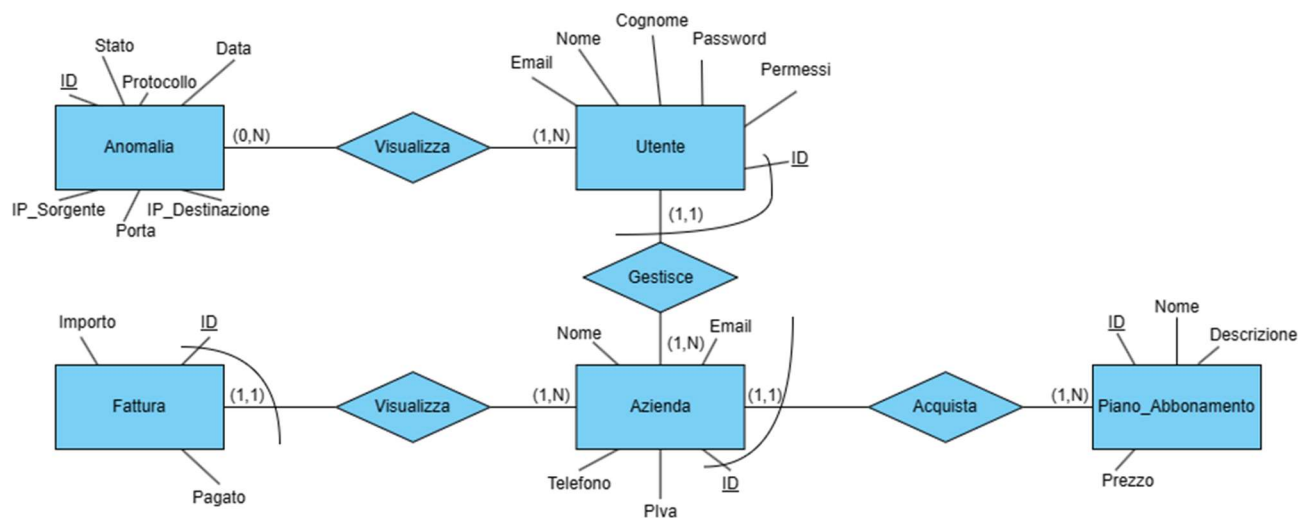 Cognome
Stato
Nome
Password
Data
Email
Permessi
ID
Protocollo
Anomalia
(0,N)
Visualizza
(1,N)
Utente
ID
IP_Sorgente
IP_Destinazione
Porta
(1,1)
Gestisce
Importo
ID
Nome
Email
ID
Nome
Descrizione
(1,N)
Fattura
(1,1)
Visualizza
(1,N)
Azienda
(1,1)
Acquista
(1,N)
Piano_Abbonamento
Telefono
ID
Prezzo
Pagato
PIva